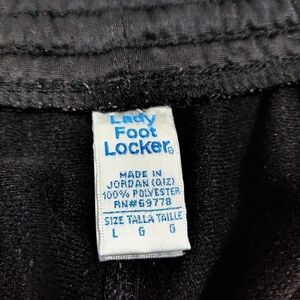 Lady
Foot
Locker®
MADE IN
JORDAN (QIZ)
100% POLYESTER
RN#69778
SIZE TALLA TAILLE
L G G